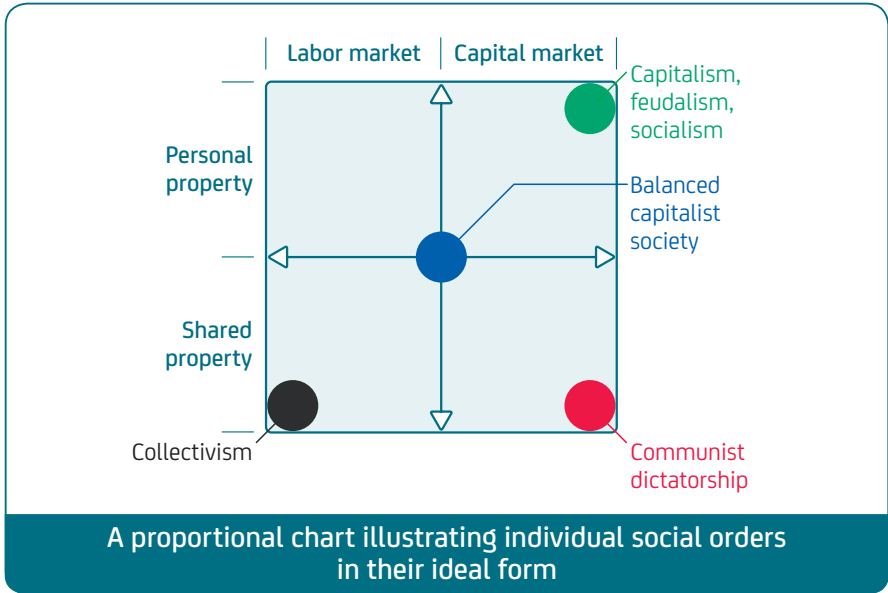 Labor market
Capital market
Capitalism,
feudalism,
socialism
Personal
property
Balanced
capitalist
society
Shared
property
Collectivism
Communist
dictatorship
A proportional chart illustrating individual social orders
in their ideal form